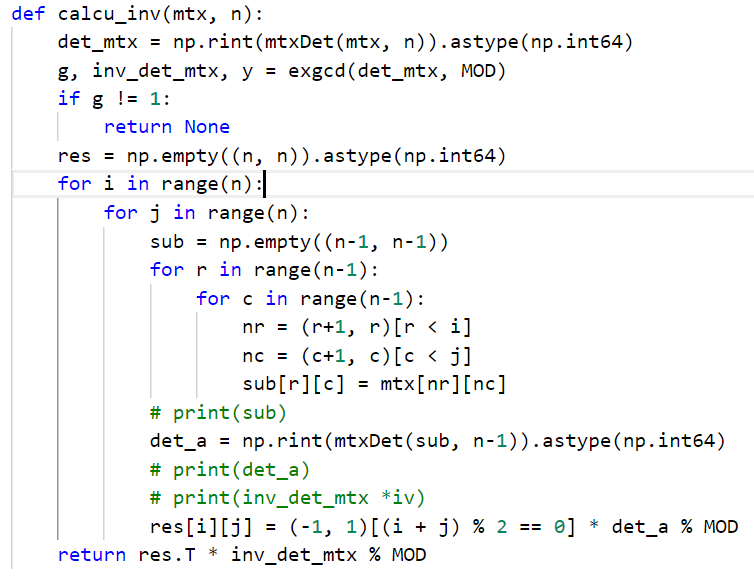 def calcu_inv(mtx, n):
    det_mtx = np.rint(mtxDet(mtx, n)).astype(np.int64)
    g, inv_det_mtx, y = exgcd(det_mtx, MOD)
    if g != 1:
        return None
    res = np.empty((n, n)).astype(np.int64)
    for i in range(n):
        for j in range(n):
            sub = np.empty((n-1, n-1))
            for r in range(n-1):
                for c in range(n-1):
                    nr = (r+1, r)[r < i]
                    nc = (c+1, c)[c < j]
                    sub[r][c] = mtx[nr][nc]
            # print(sub)
            det_a = np.rint(mtxDet(sub, n-1)).astype(np.int64)
            # print(det_a)
            # print(inv_det_mtx *iv)
            res[i][j] = (-1, 1)[(i + j) % 2 == 0] * det_a % MOD
    return res.T * inv_det_mtx % MOD